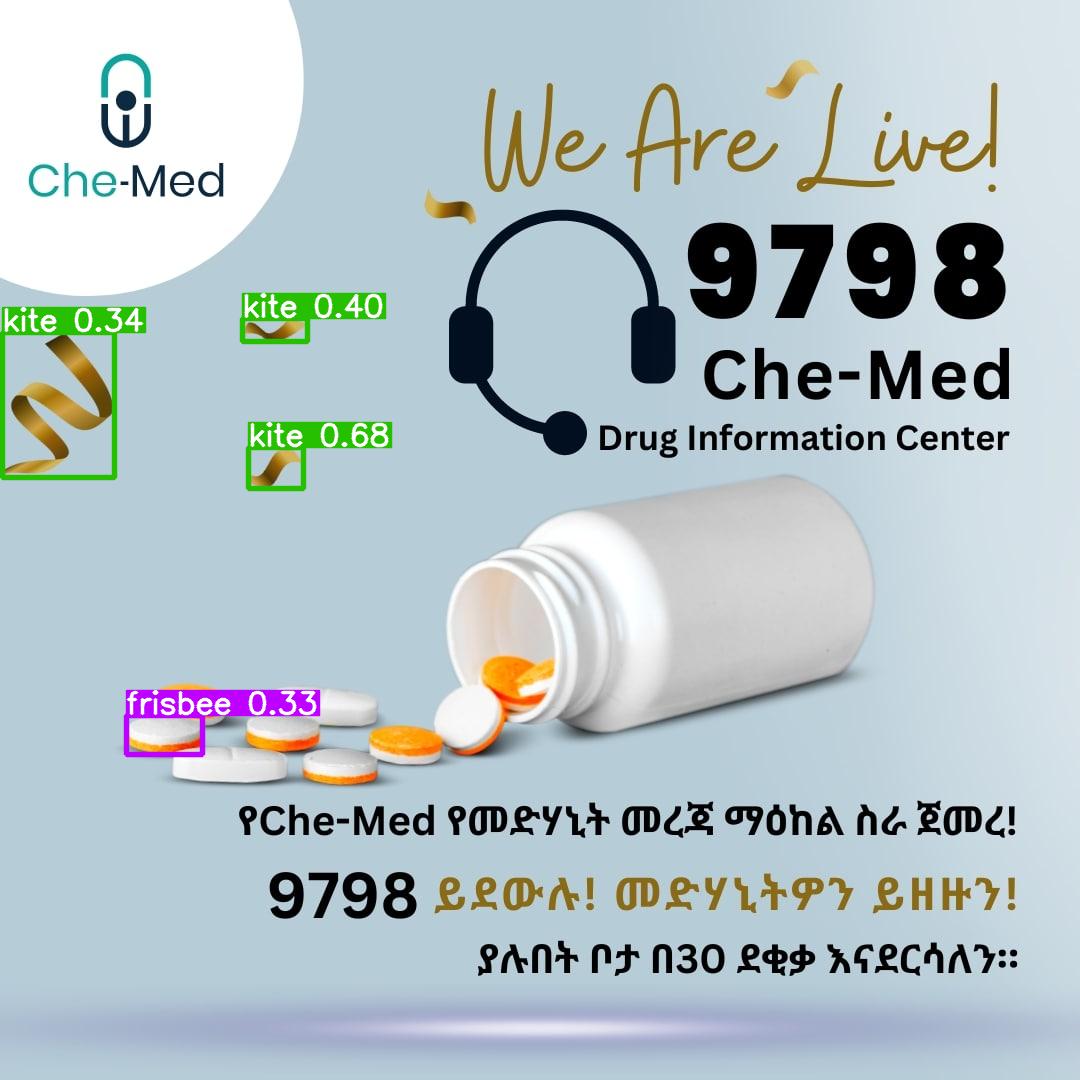 Che-Med
We Are Live!
9798
Che-Med
Drug Information Center
kite 0.34
kite 0.40
kite 0.68
frisbee 0.33
የChe-Med የመድሃኒት መረጃ ማዕከል ስራ ጀመረ!
9798 ይደውሉ! መድሃኒትዎን ይዘዙን!
ያሉበት ቦታ በ30 ደቂቃ እናደርሳለን።